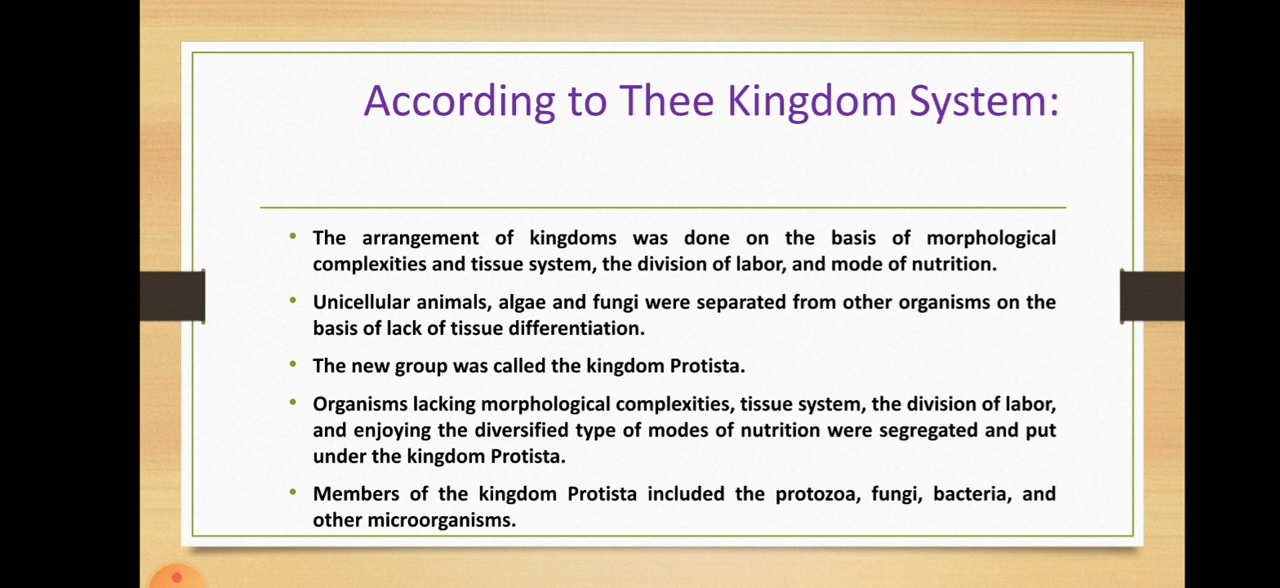 According to Thee Kingdom System:
• The arrangement of kingdoms was done on the basis of morphological
complexities and tissue system, the division of labor, and mode of nutrition.
• Unicellular animals, algae and fungi were separated from other organisms on the
basis of lack of tissue differentiation.
• The new group was called the kingdom Protista.
• Organisms lacking morphological complexities, tissue system, the division of labor,
and enjoying the diversified type of modes of nutrition were segregated and put
under the kingdom Protista.
• Members of the kingdom Protista included the protozoa, fungi, bacteria, and
other microorganisms.